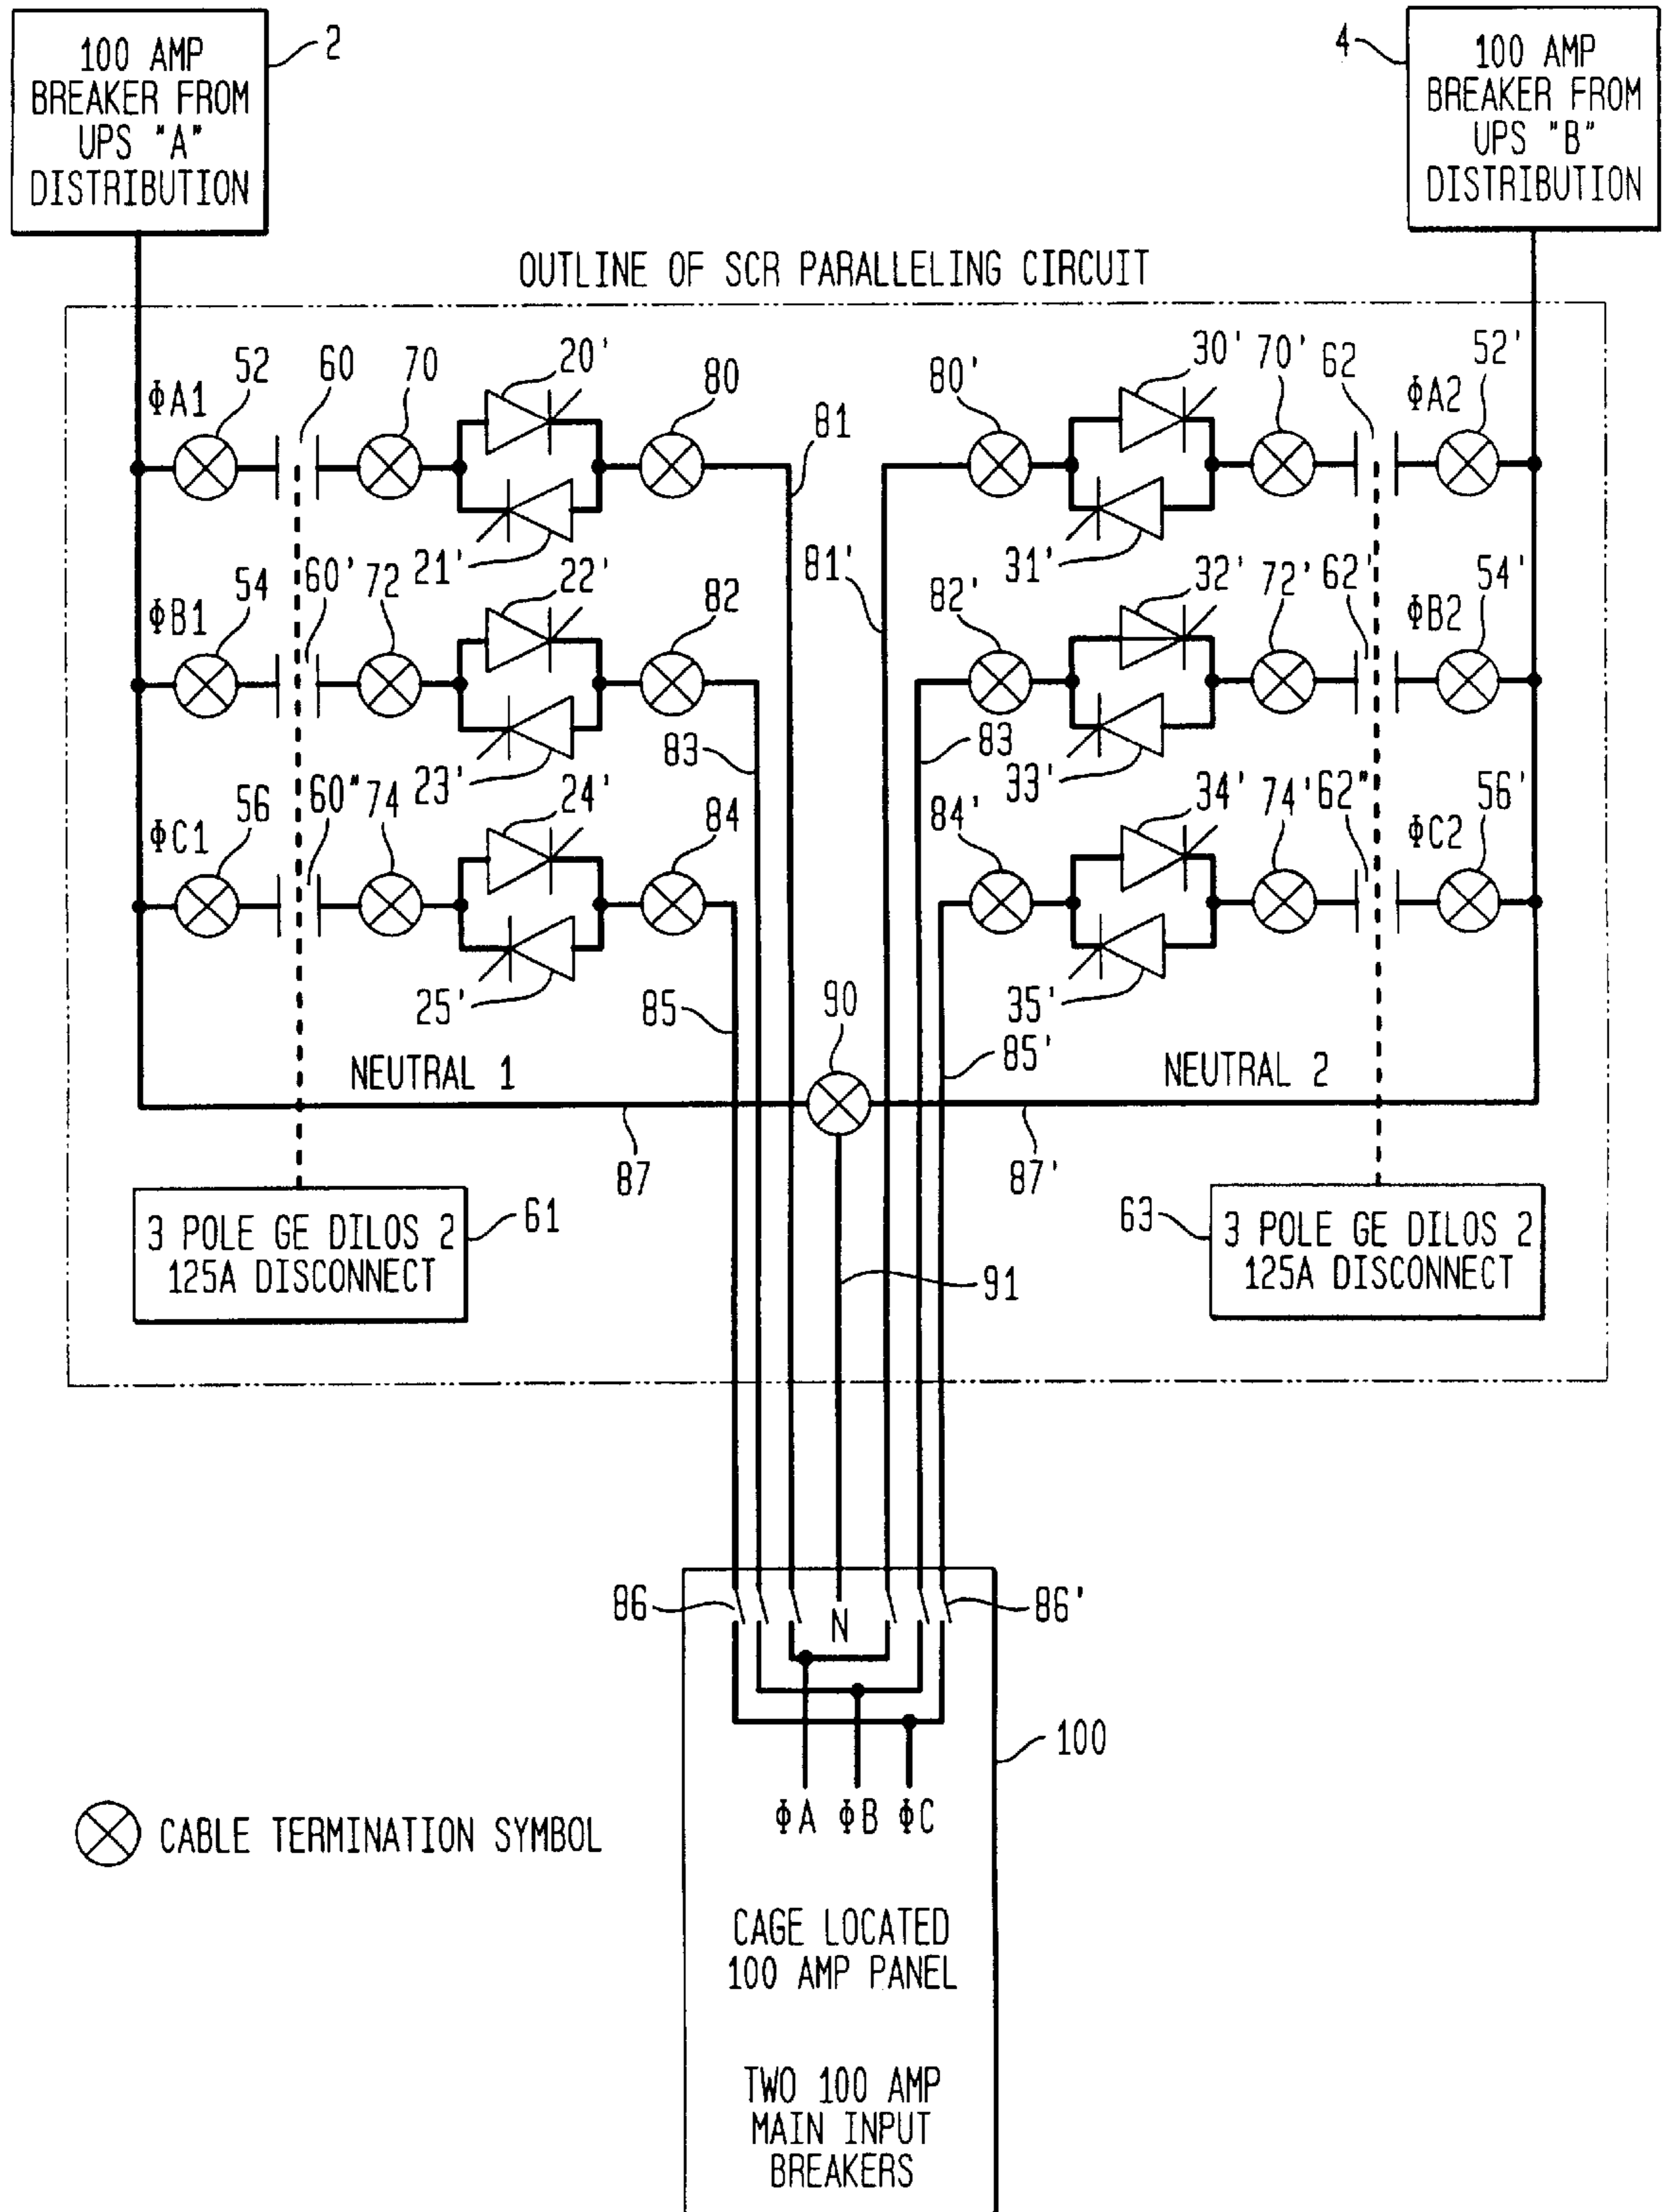 100 AMP
BREAKER FROM
UPS "A"
DISTRIBUTION
2
4
100 AMP
BREAKER FROM
UPS "B"
DISTRIBUTION
OUTLINE OF SCR PARALLELING CIRCUIT
ΦA1
52
60
70
20'
80
81
21'
80'
30'
70'
62
52'
ΦA2
31'
81'
ΦB1
54
60'
72
22'
82
83
23'
82'
32'
72'
62'
54'
ΦB2
83
33'
ΦC1
56
60"
74
24'
84
25'
85
84'
34'
74'
62"
56'
ΦC2
35'
85'
90
NEUTRAL 1
NEUTRAL 2
87
87'
3 POLE GE DILOS 2
125A DISCONNECT
61
63
3 POLE GE DILOS 2
125A DISCONNECT
91
86
N
86'
100
ΦA ΦB ΦC
CABLE TERMINATION SYMBOL
CAGE LOCATED
100 AMP PANEL
TWO 100 AMP
MAIN INPUT
BREAKERS